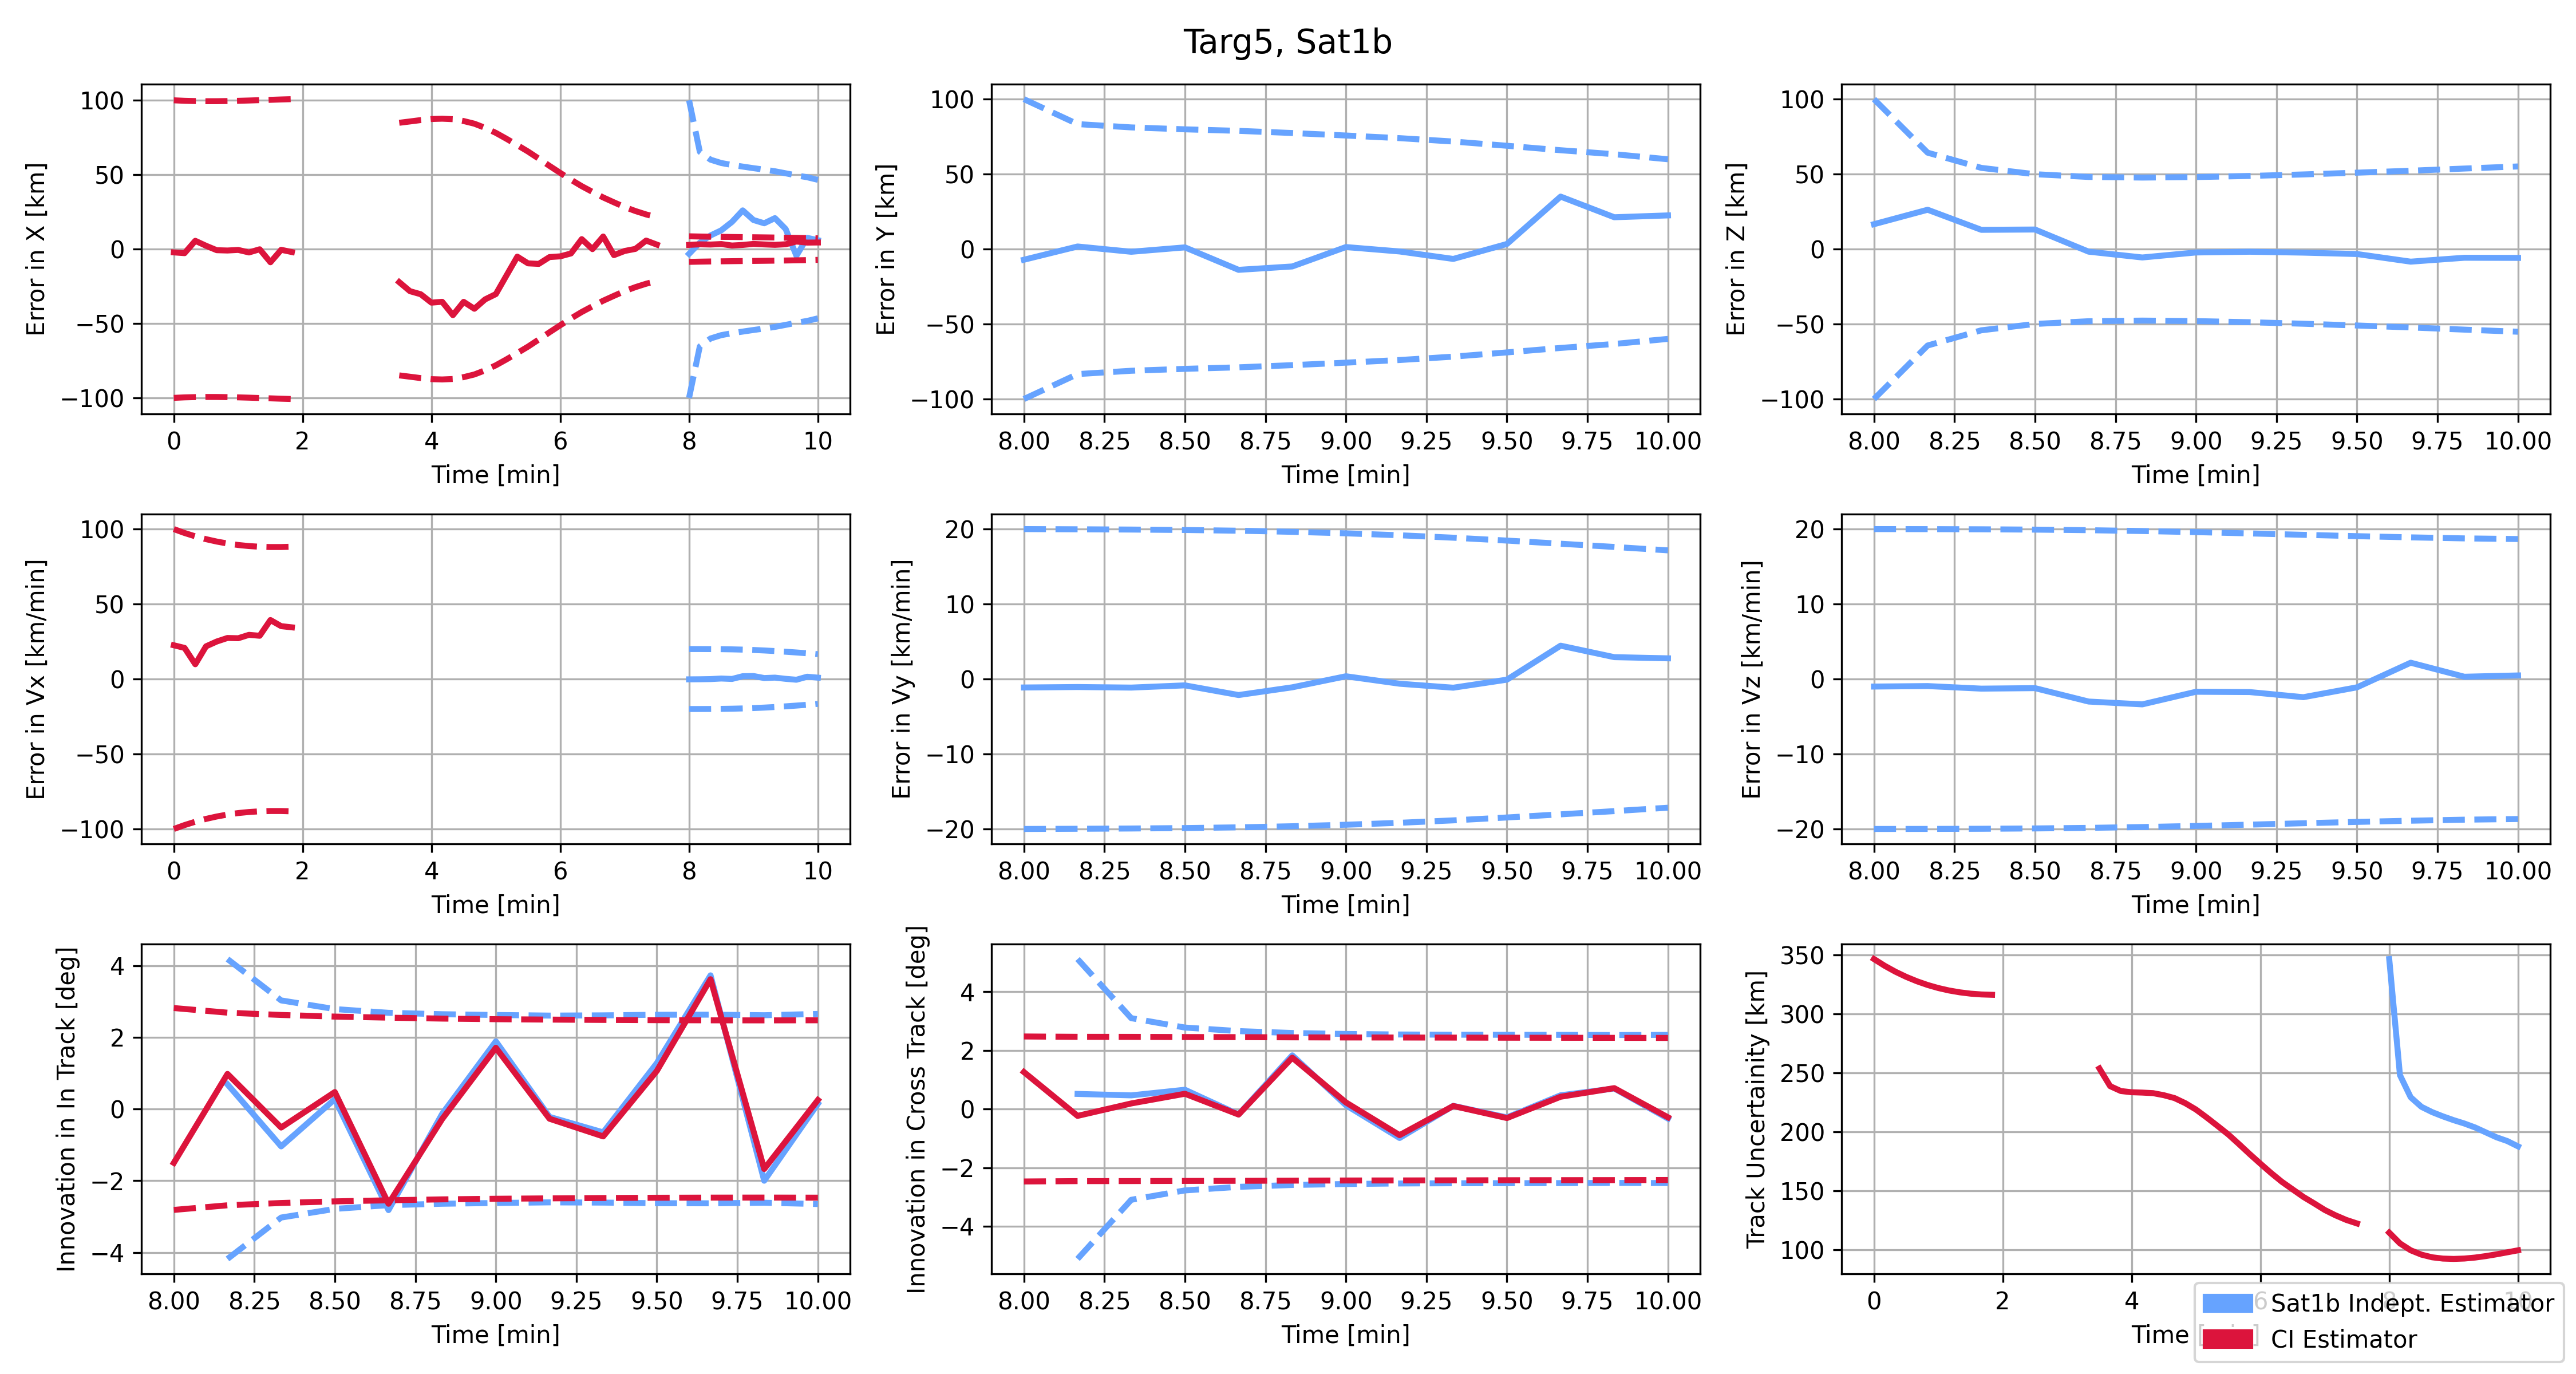 Targ5, Sat1b
Error in X [km]
100
50
0
−50
−100
0 2 4 6 8 10
Time [min]
Error in Y [km]
100
50
0
−50
−100
8.00 8.25 8.50 8.75 9.00 9.25 9.50 9.75 10.00
Time [min]
Error in Z [km]
100
50
0
−50
−100
8.00 8.25 8.50 8.75 9.00 9.25 9.50 9.75 10.00
Time [min]
Error in Vx [km/min]
100
50
0
−50
−100
0 2 4 6 8 10
Time [min]
Error in Vy [km/min]
20
10
0
−10
−20
8.00 8.25 8.50 8.75 9.00 9.25 9.50 9.75 10.00
Time [min]
Error in Vz [km/min]
20
10
0
−10
−20
8.00 8.25 8.50 8.75 9.00 9.25 9.50 9.75 10.00
Time [min]
Innovation in In Track [deg]
4
2
0
−2
−4
8.00 8.25 8.50 8.75 9.00 9.25 9.50 9.75 10.00
Time [min]
Innovation in Cross Track [deg]
4
2
0
−2
−4
8.00 8.25 8.50 8.75 9.00 9.25 9.50 9.75 10.00
Time [min]
Track Uncertainity [km]
350
300
250
200
150
100
0 2 4 6 8 10
Time
Sat1b Indept. Estimator
CI Estimator